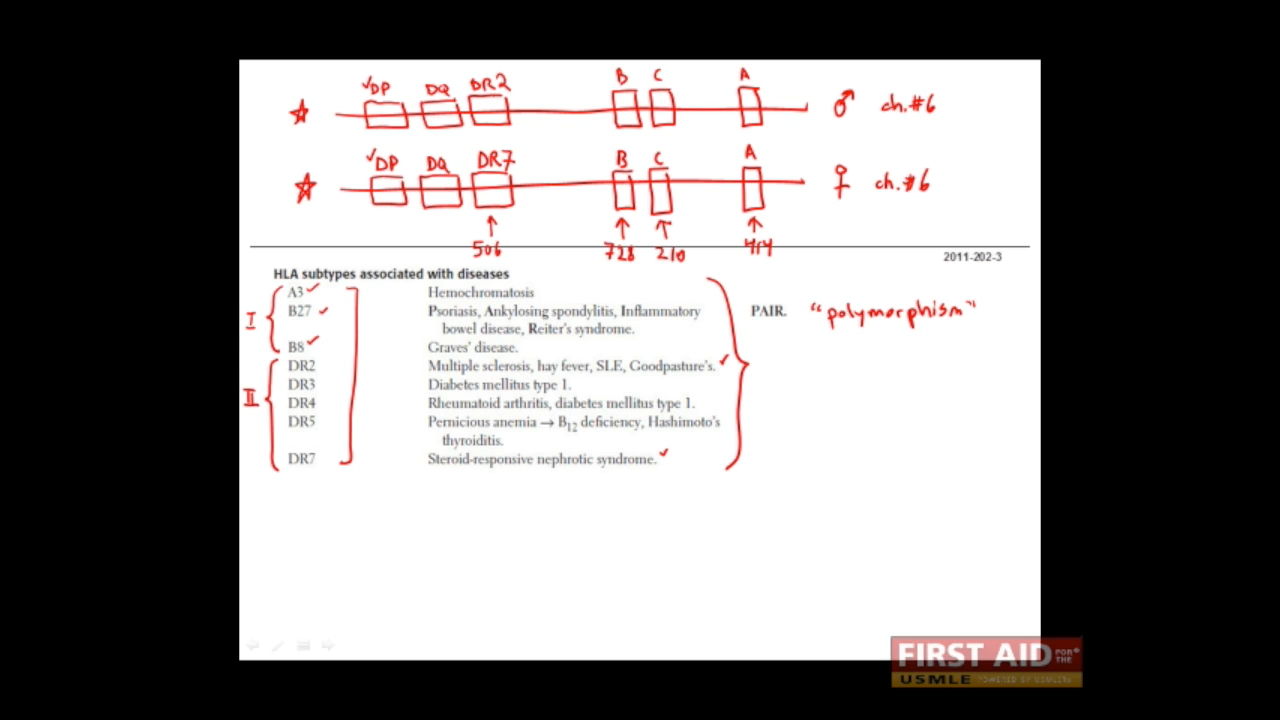 DP DQ DR2 B C A
ch.#6
DP DQ DR7 B C A
ch.#6
506 728 210 414
2011-202-3
HLA subtypes associated with diseases
A3 Hemochromatosis
I B27 Psoriasis, Ankylosing spondylitis, Inflammatory PAIR. "polymorphism"
bowel disease, Reiter's syndrome.
B8 Graves' disease.
DR2 Multiple sclerosis, hay fever, SLE, Goodpasture's.
DR3 Diabetes mellitus type 1.
II DR4 Rheumatoid arthritis, diabetes mellitus type 1.
DR5 Pernicious anemia → B12 deficiency, Hashimoto's
thyroiditis.
DR7 Steroid-responsive nephrotic syndrome.
FIRST AID FOR THE®
USMLE POWERED BY USMLERx